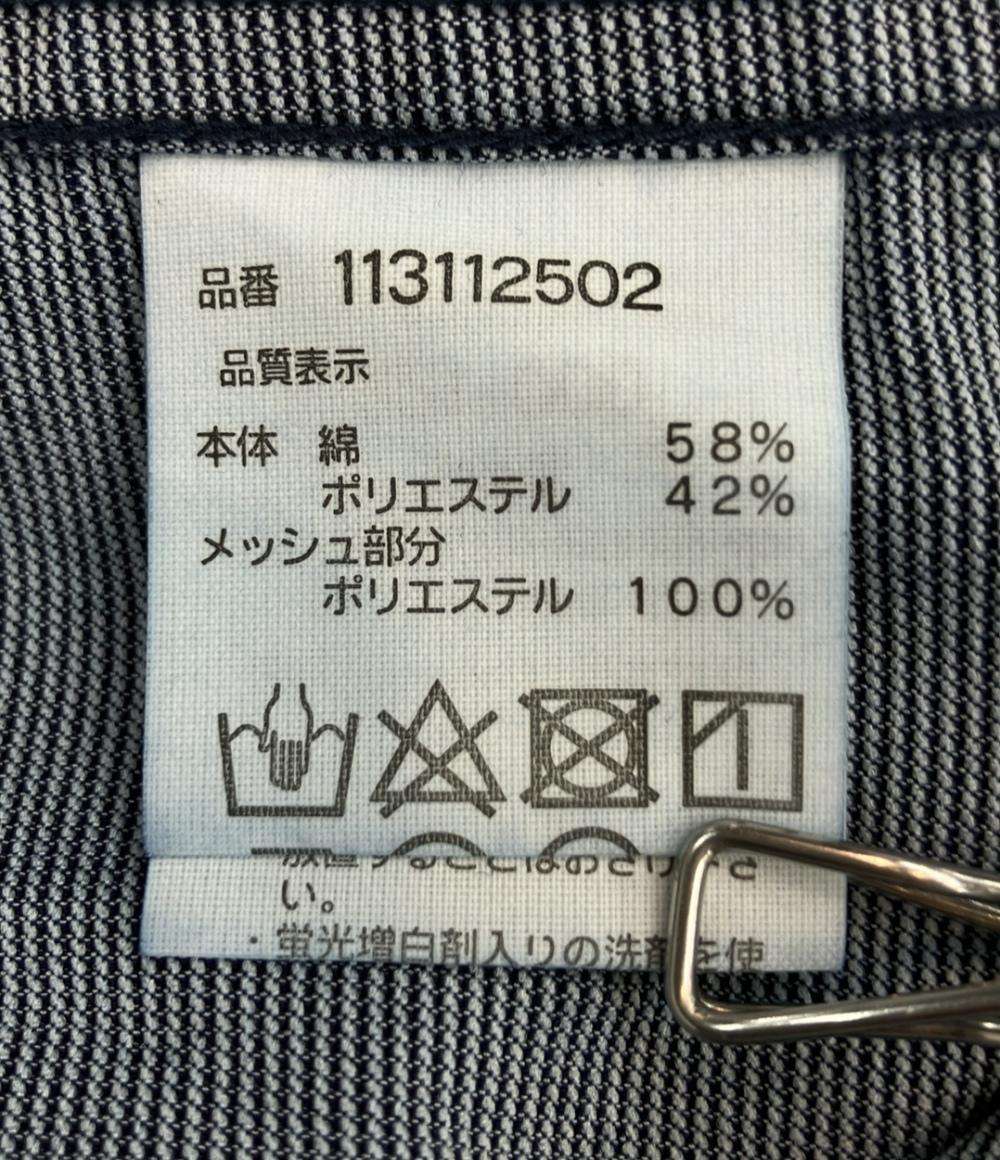 品番 113112502
品質表示
本体 綿 58%
ポリエステル 42%
メッシュ部分
ポリエステル 100%
い。
・蛍光増白剤入りの洗剤を使